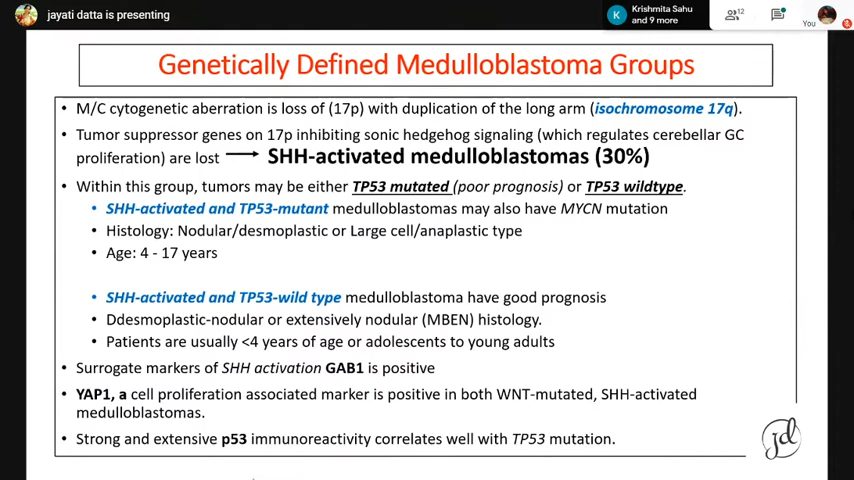 jayati datta is presenting
Krishmita Sahu
and 9 more
K
12
You
Genetically Defined Medulloblastoma Groups
• M/C cytogenetic aberration is loss of (17p) with duplication of the long arm (isochromosome 17q).
• Tumor suppressor genes on 17p inhibiting sonic hedgehog signaling (which regulates cerebellar GC
proliferation) are lost ⟶ SHH-activated medulloblastomas (30%)
• Within this group, tumors may be either TP53 mutated (poor prognosis) or TP53 wildtype.
• SHH-activated and TP53-mutant medulloblastomas may also have MYCN mutation
• Histology: Nodular/desmoplastic or Large cell/anaplastic type
• Age: 4 - 17 years
• SHH-activated and TP53-wild type medulloblastoma have good prognosis
• Ddesmoplastic-nodular or extensively nodular (MBEN) histology.
• Patients are usually <4 years of age or adolescents to young adults
• Surrogate markers of SHH activation GAB1 is positive
• YAP1, a cell proliferation associated marker is positive in both WNT-mutated, SHH-activated
medulloblastomas.
• Strong and extensive p53 immunoreactivity correlates well with TP53 mutation.
jd